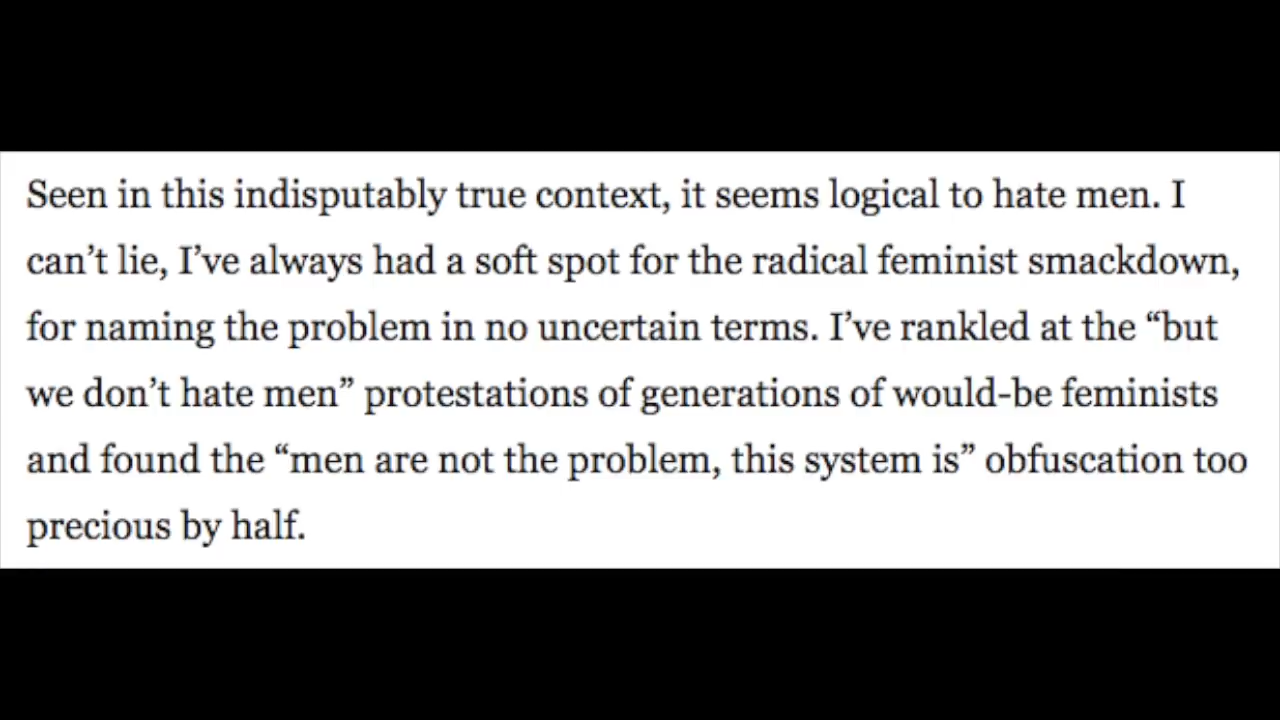 Seen in this indisputably true context, it seems logical to hate men. I
can’t lie, I’ve always had a soft spot for the radical feminist smackdown,
for naming the problem in no uncertain terms. I’ve rankled at the “but
we don’t hate men” protestations of generations of would-be feminists
and found the “men are not the problem, this system is” obfuscation too
precious by half.